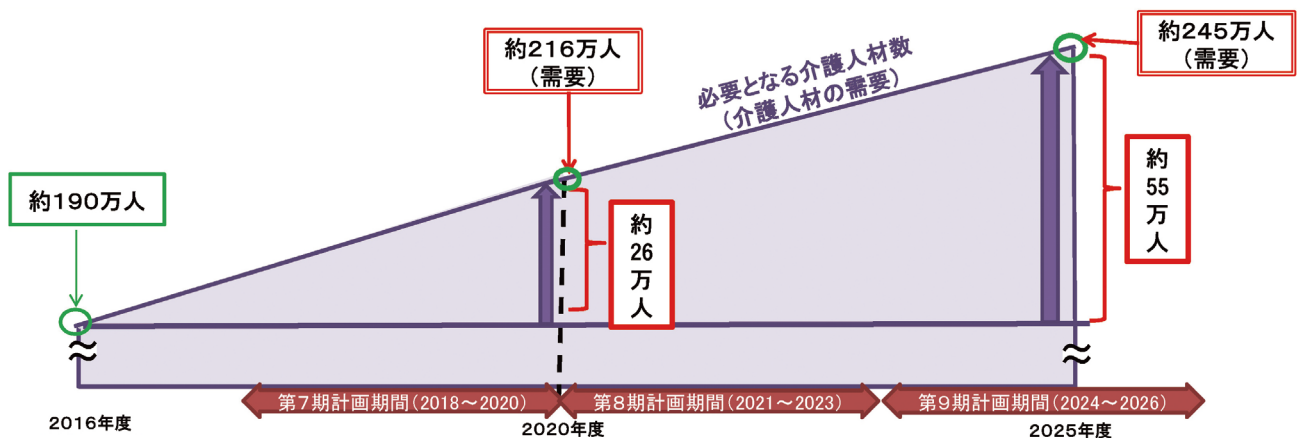 約216万人
(需要)
約245万人
(需要)
必要となる介護人材数
(介護人材の需要)
約190万人
約
26
万
人
約
55
万
人
第7期計画期間(2018～2020)
第8期計画期間(2021～2023)
第9期計画期間(2024～2026)
2016年度
2020年度
2025年度